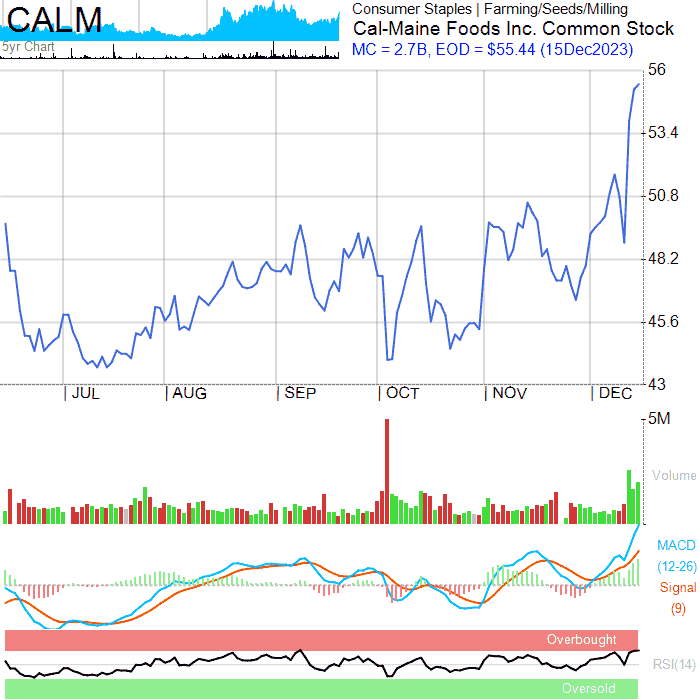 CALM
5yr Chart
Consumer Staples | Farming/Seeds/Milling
Cal-Maine Foods Inc. Common Stock
MC = 2.7B, EOD = $55.44 (15Dec2023)
56
53.4
50.8
48.2
45.6
43
| JUL | AUG | SEP | OCT | NOV | DEC
5M
Volume
MACD
(12-26)
Signal
(9)
Overbought
RSI(14)
Oversold